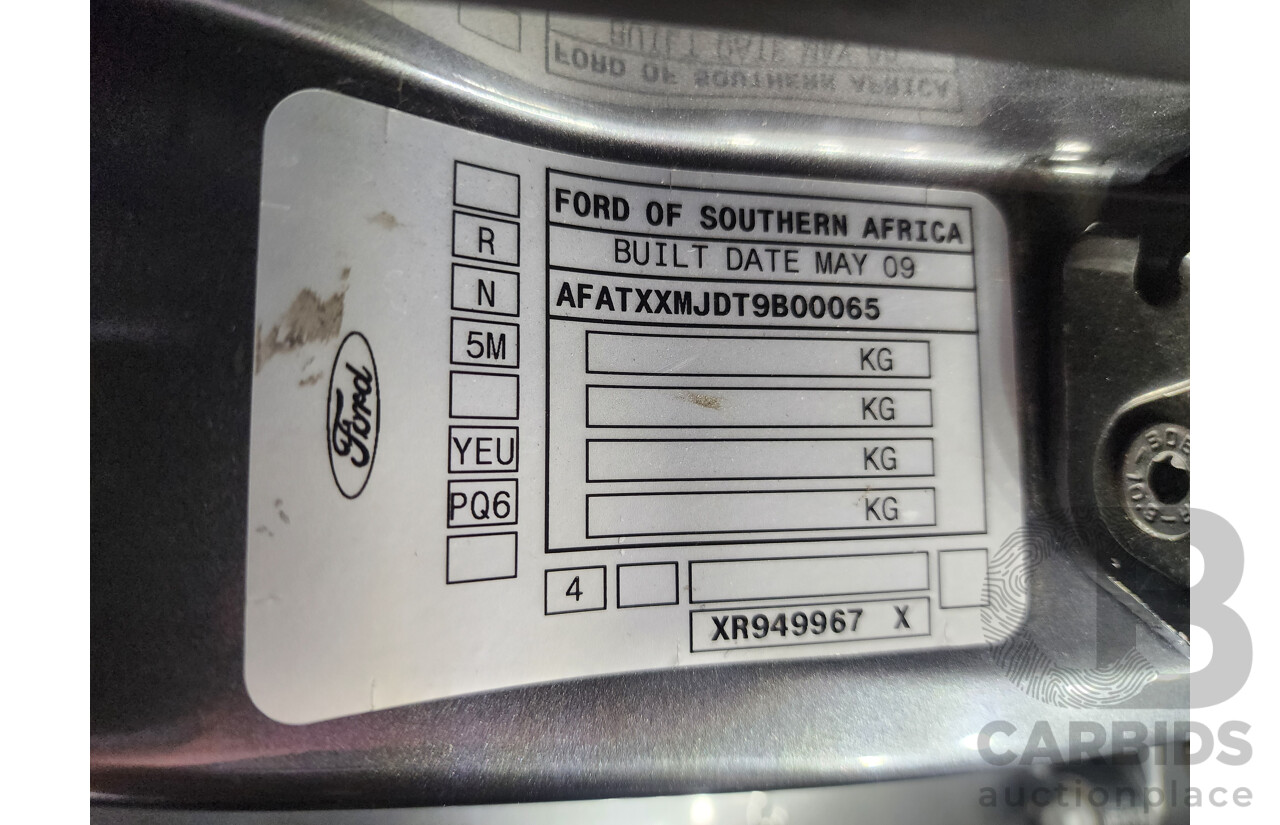 FORD OF SOUTHERN AFRICA
BUILT DATE MAY 09
AFATXXMJDT9B00065
KG
KG
KG
KG
R
N
5M
YEU
PQ6
Ford
4
XR949967 X
CARBIDS
auctionplace